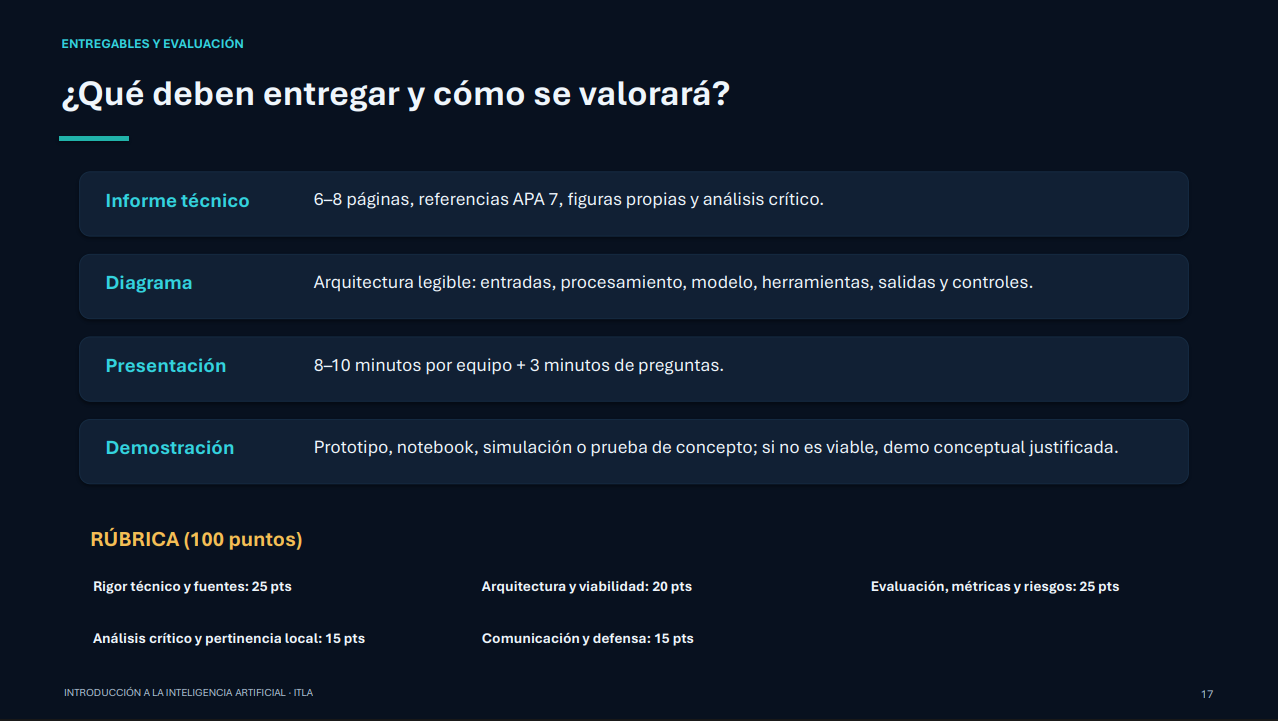 ENTREGABLES Y EVALUACIÓN
¿Qué deben entregar y cómo se valorará?
Informe técnico
6–8 páginas, referencias APA 7, figuras propias y análisis crítico.
Diagrama
Arquitectura legible: entradas, procesamiento, modelo, herramientas, salidas y controles.
Presentación
8–10 minutos por equipo + 3 minutos de preguntas.
Demostración
Prototipo, notebook, simulación o prueba de concepto; si no es viable, demo conceptual justificada.
RÚBRICA (100 puntos)
Rigor técnico y fuentes: 25 pts
Arquitectura y viabilidad: 20 pts
Evaluación, métricas y riesgos: 25 pts
Análisis crítico y pertinencia local: 15 pts
Comunicación y defensa: 15 pts
INTRODUCCIÓN A LA INTELIGENCIA ARTIFICIAL · ITLA
17